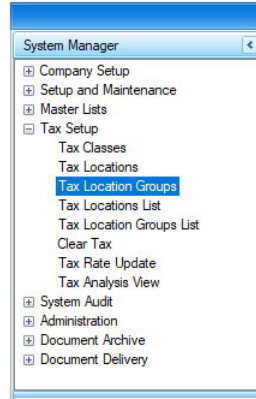 System Manager
Company Setup
Setup and Maintenance
Master Lists
Tax Setup
Tax Classes
Tax Locations
Tax Location Groups
Tax Locations List
Tax Location Groups List
Clear Tax
Tax Rate Update
Tax Analysis View
System Audit
Administration
Document Archive
Document Delivery